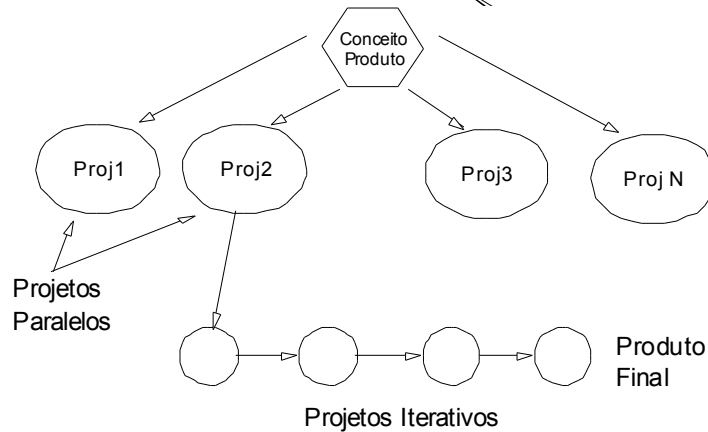 Conceito
Produto
Proj1
Proj2
Proj3
Proj N
Projetos
Paralelos
Produto
Final
Projetos Iterativos